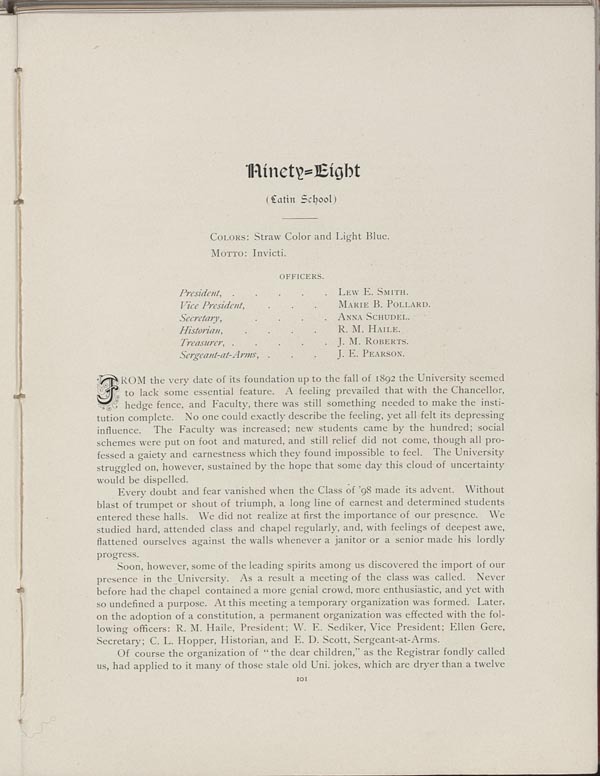 Ninety=Eight
(Latin School)
COLORS: Straw Color and Light Blue.
MOTTO: Invicti.
OFFICERS.
President, . . . . . LEW E. SMITH.
Vice President, . . . MARIE B. POLLARD.
Secretary, . . . . ANNA SCHUDEL.
Historian, . . . . R. M. HAILE.
Treasurer, . . . . . J. M. ROBERTS.
Sergeant-at-Arms, . . . J. E. PEARSON.
FROM the very date of its foundation up to the fall of 1892 the University seemed
to lack some essential feature. A feeling prevailed that with the Chancellor,
hedge fence, and Faculty, there was still something needed to make the insti-
tution complete. No one could exactly describe the feeling, yet all felt its depressing
influence. The Faculty was increased; new students came by the hundred; social
schemes were put on foot and matured, and still relief did not come, though all pro-
fessed a gaiety and earnestness which they found impossible to feel. The University
struggled on, however, sustained by the hope that some day this cloud of uncertainty
would be dispelled.
Every doubt and fear vanished when the Class of '98 made its advent. Without
blast of trumpet or shout of triumph, a long line of earnest and determined students
entered these halls. We did not realize at first the importance of our presence. We
studied hard, attended class and chapel regularly, and, with feelings of deepest awe,
flattened ourselves against the walls whenever a janitor or a senior made his lordly
progress.
Soon, however, some of the leading spirits among us discovered the import of our
presence in the University. As a result a meeting of the class was called. Never
before had the chapel contained a more genial crowd, more enthusiastic, and yet with
so undefined a purpose. At this meeting a temporary organization was formed. Later,
on the adoption of a constitution, a permanent organization was effected with the fol-
lowing officers: R. M. Haile, President; W. E. Sediker, Vice President; Ellen Gere,
Secretary; C. L. Hopper, Historian, and E. D. Scott, Sergeant-at-Arms.
Of course the organization of "the dear children," as the Registrar fondly called
us, had applied to it many of those stale old Uni. jokes, which are dryer than a twelve
101